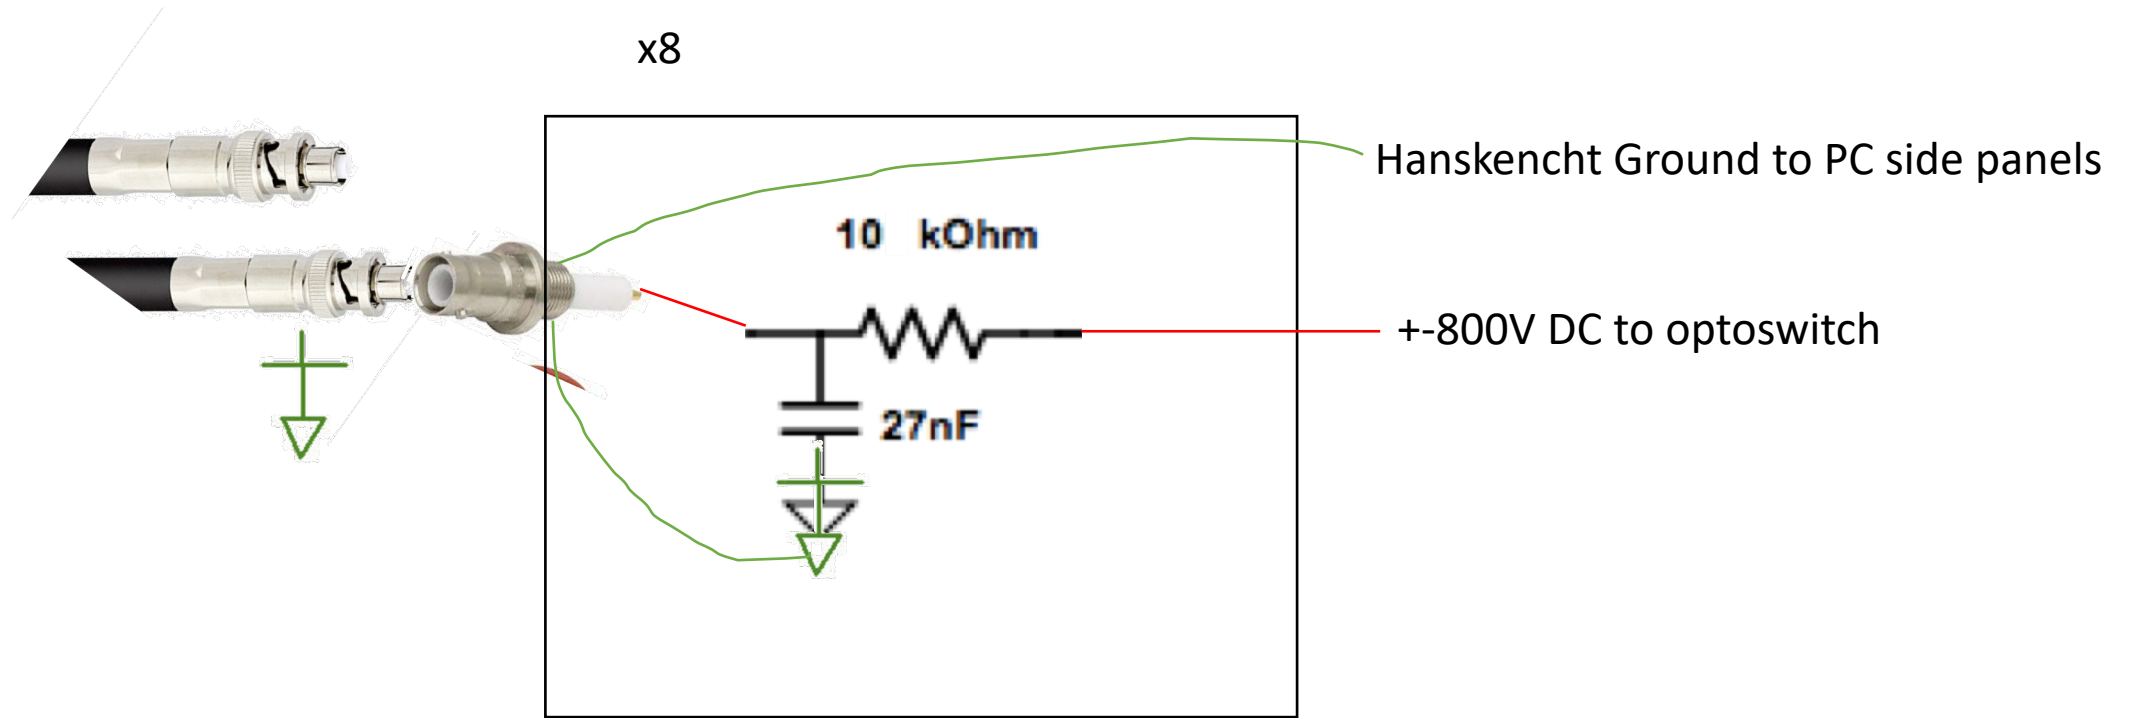 x8
Hanskencht Ground to PC side panels
10 kOhm
+-800V DC to optoswitch
27nF